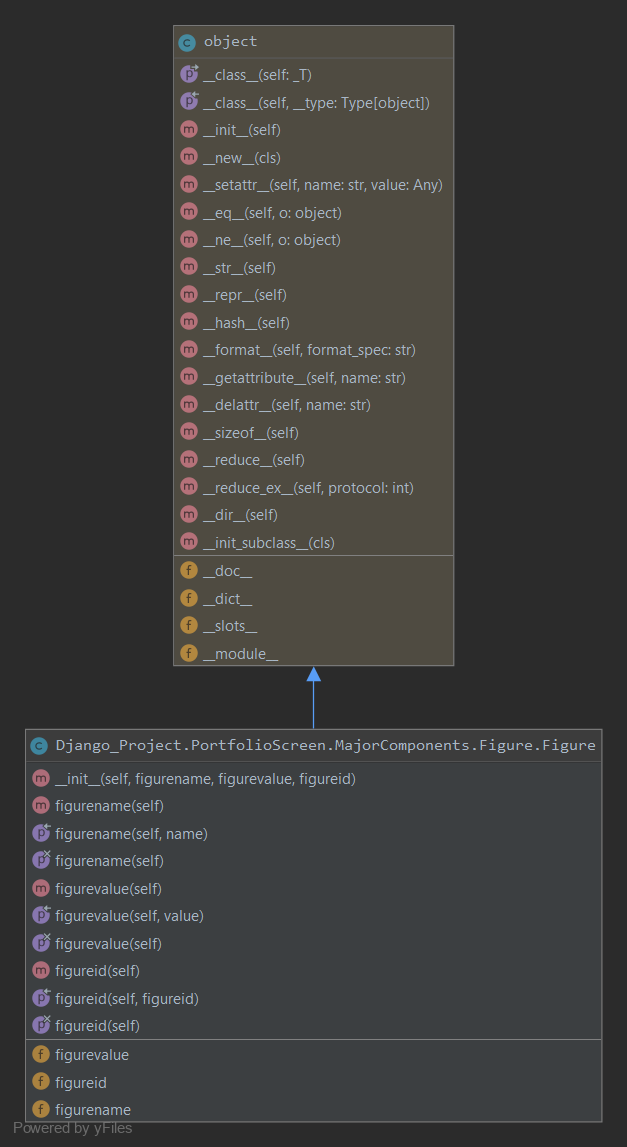 object
__class__(self: _T)
__class__(self, __type: Type[object])
__init__(self)
__new__(cls)
__setattr__(self, name: str, value: Any)
__eq__(self, o: object)
__ne__(self, o: object)
__str__(self)
__repr__(self)
__hash__(self)
__format__(self, format_spec: str)
__getattribute__(self, name: str)
__delattr__(self, name: str)
__sizeof__(self)
__reduce__(self)
__reduce_ex__(self, protocol: int)
__dir__(self)
__init_subclass__(cls)
__doc__
__dict__
__slots__
__module__
Django_Project.PortfolioScreen.MajorComponents.Figure.Figure
__init__(self, figurename, figurevalue, figureid)
figurename(self)
figurename(self, name)
figurename(self)
figurevalue(self)
figurevalue(self, value)
figurevalue(self)
figureid(self)
figureid(self, figureid)
figureid(self)
figurevalue
figureid
figurename
Powered by yFiles